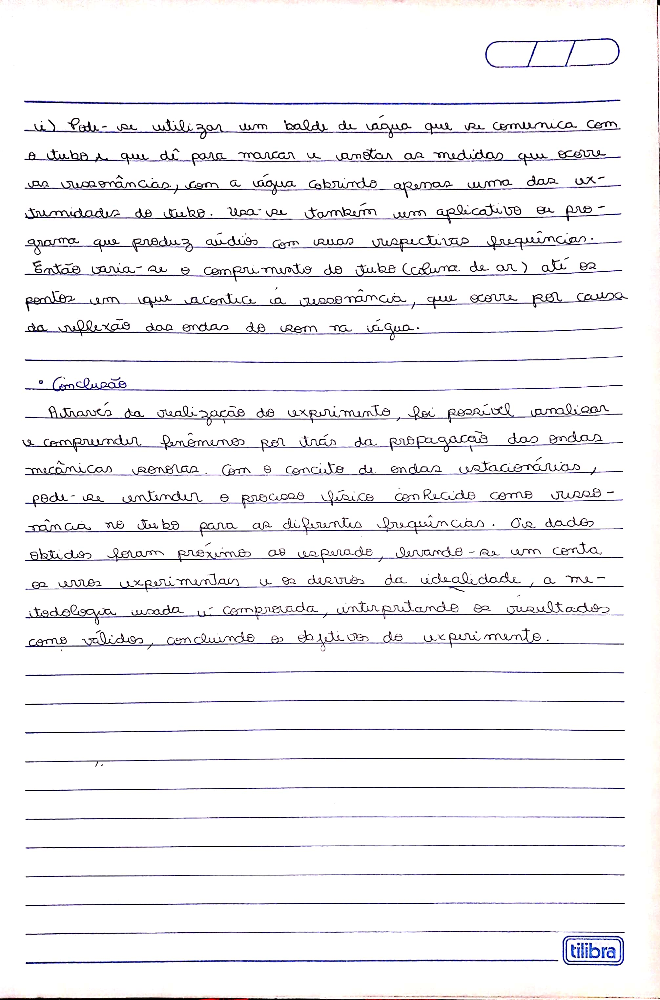 ii) Pode-se utilizar um balde de água que se comunica com
o tubo e que dê para marcar e anotar as medidas que ocorre
as ressonâncias, com a água cobrindo apenas uma das ex-
tremidades do tubo. Usa-se também um aplicativo ou pro-
grama que produz aúdios com suas respectivas frequências.
Então varia-se o comprimento do tubo (coluna de ar) até os
pontos em que acontece a ressonância, que ocorre por causa
da reflexão das ondas do som na água.
• Conclusão
Através da realização do experimento, foi possível analisar
e compreender fenômenos por trás da propagação das ondas
mecânicas sonoras. Com o conceito de ondas estacionárias,
pode-se entender o processo físico conhecido como resso-
nância no tubo para as diferentes frequências. Os dados
obtidos foram próximos ao esperado, levando-se em conta
os erros experimentais e os desvios da idealidade, a me-
todologia usada é comprovada, interpretando os resultados
como válidos, concluindo os objetivos do experimento.
tilibra